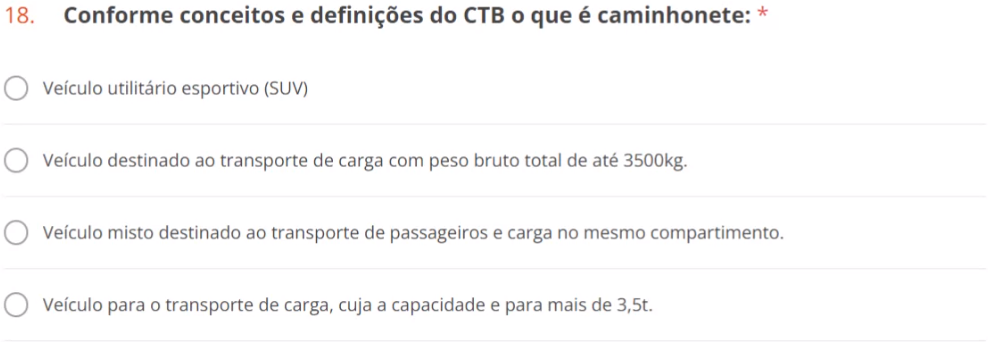 18. Conforme conceitos e definições do CTB o que é caminhonete: *
Veículo utilitário esportivo (SUV)
Veículo destinado ao transporte de carga com peso bruto total de até 3500kg.
Veículo misto destinado ao transporte de passageiros e carga no mesmo compartimento.
Veículo para o transporte de carga, cuja a capacidade e para mais de 3,5t.